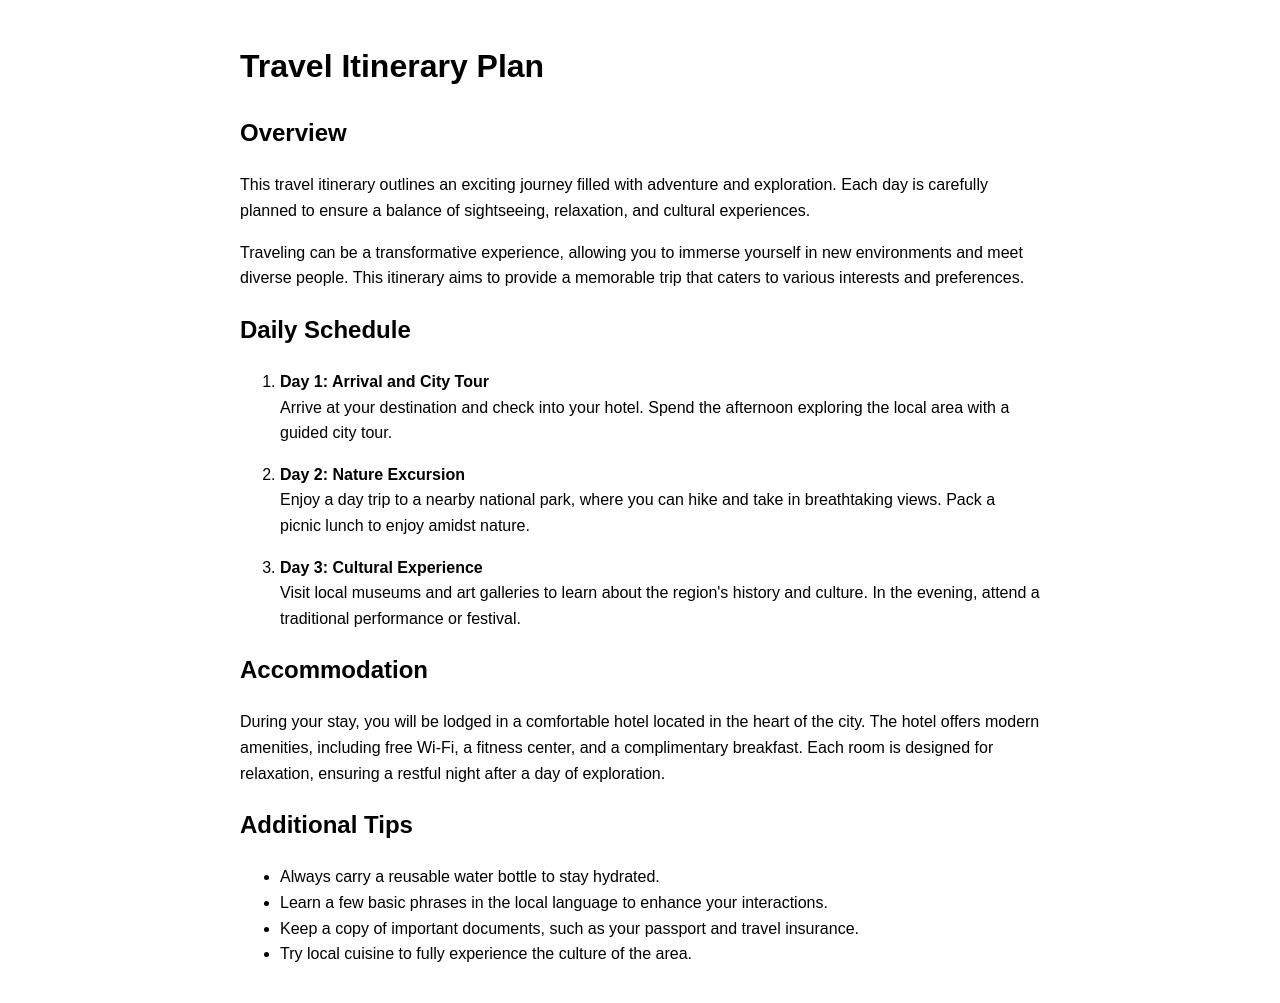 Travel Itinerary Plan
Overview
This travel itinerary outlines an exciting journey filled with adventure and exploration. Each day is carefully
planned to ensure a balance of sightseeing, relaxation, and cultural experiences.
Traveling can be a transformative experience, allowing you to immerse yourself in new environments and meet
diverse people. This itinerary aims to provide a memorable trip that caters to various interests and preferences.
Daily Schedule
1. Day 1: Arrival and City Tour
Arrive at your destination and check into your hotel. Spend the afternoon exploring the local area with a
guided city tour.
2. Day 2: Nature Excursion
Enjoy a day trip to a nearby national park, where you can hike and take in breathtaking views. Pack a
picnic lunch to enjoy amidst nature.
3. Day 3: Cultural Experience
Visit local museums and art galleries to learn about the region's history and culture. In the evening, attend a
traditional performance or festival.
Accommodation
During your stay, you will be lodged in a comfortable hotel located in the heart of the city. The hotel offers modern
amenities, including free Wi-Fi, a fitness center, and a complimentary breakfast. Each room is designed for
relaxation, ensuring a restful night after a day of exploration.
Additional Tips
• Always carry a reusable water bottle to stay hydrated.
• Learn a few basic phrases in the local language to enhance your interactions.
• Keep a copy of important documents, such as your passport and travel insurance.
• Try local cuisine to fully experience the culture of the area.